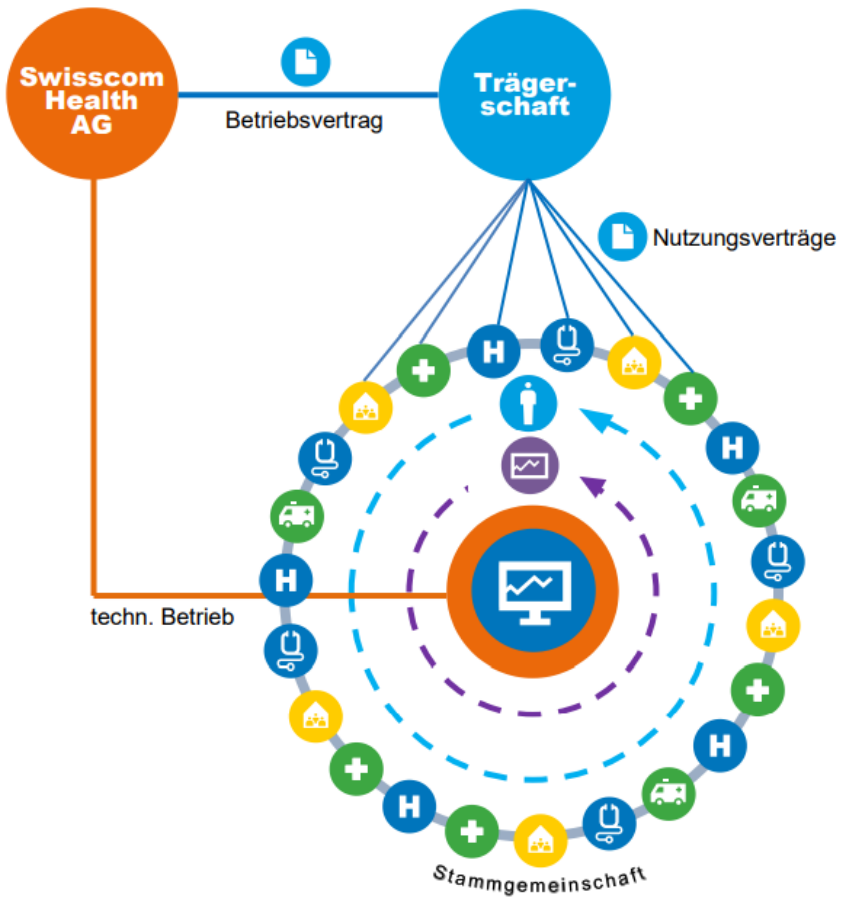 Swisscom
Health
AG
Träger-
schaft
Betriebsvertrag
Nutzungsverträge
H
H
H
techn. Betrieb
H
H
Stammgemeinschaft